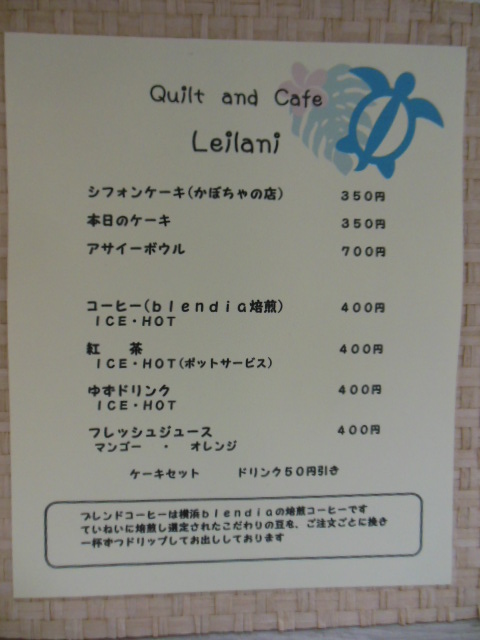 Quilt and Cafe
Leilani
シフォンケーキ(かぼちゃの店) 350円
本日のケーキ 350円
アサイーボウル 700円
コーヒー(blendia焙煎) 400円
ICE・HOT
紅 茶 400円
ICE・HOT(ポットサービス)
ゆずドリンク 400円
ICE・HOT
フレッシュジュース 400円
マンゴー ・ オレンジ
ケーキセット ドリンク50円引き
ブレンドコーヒーは横浜blendiaの焙煎コーヒーです
ていねいに焙煎し選定されたこだわりの豆を、ご注文ごとに挽き
一杯ずつドリップしてお出ししております